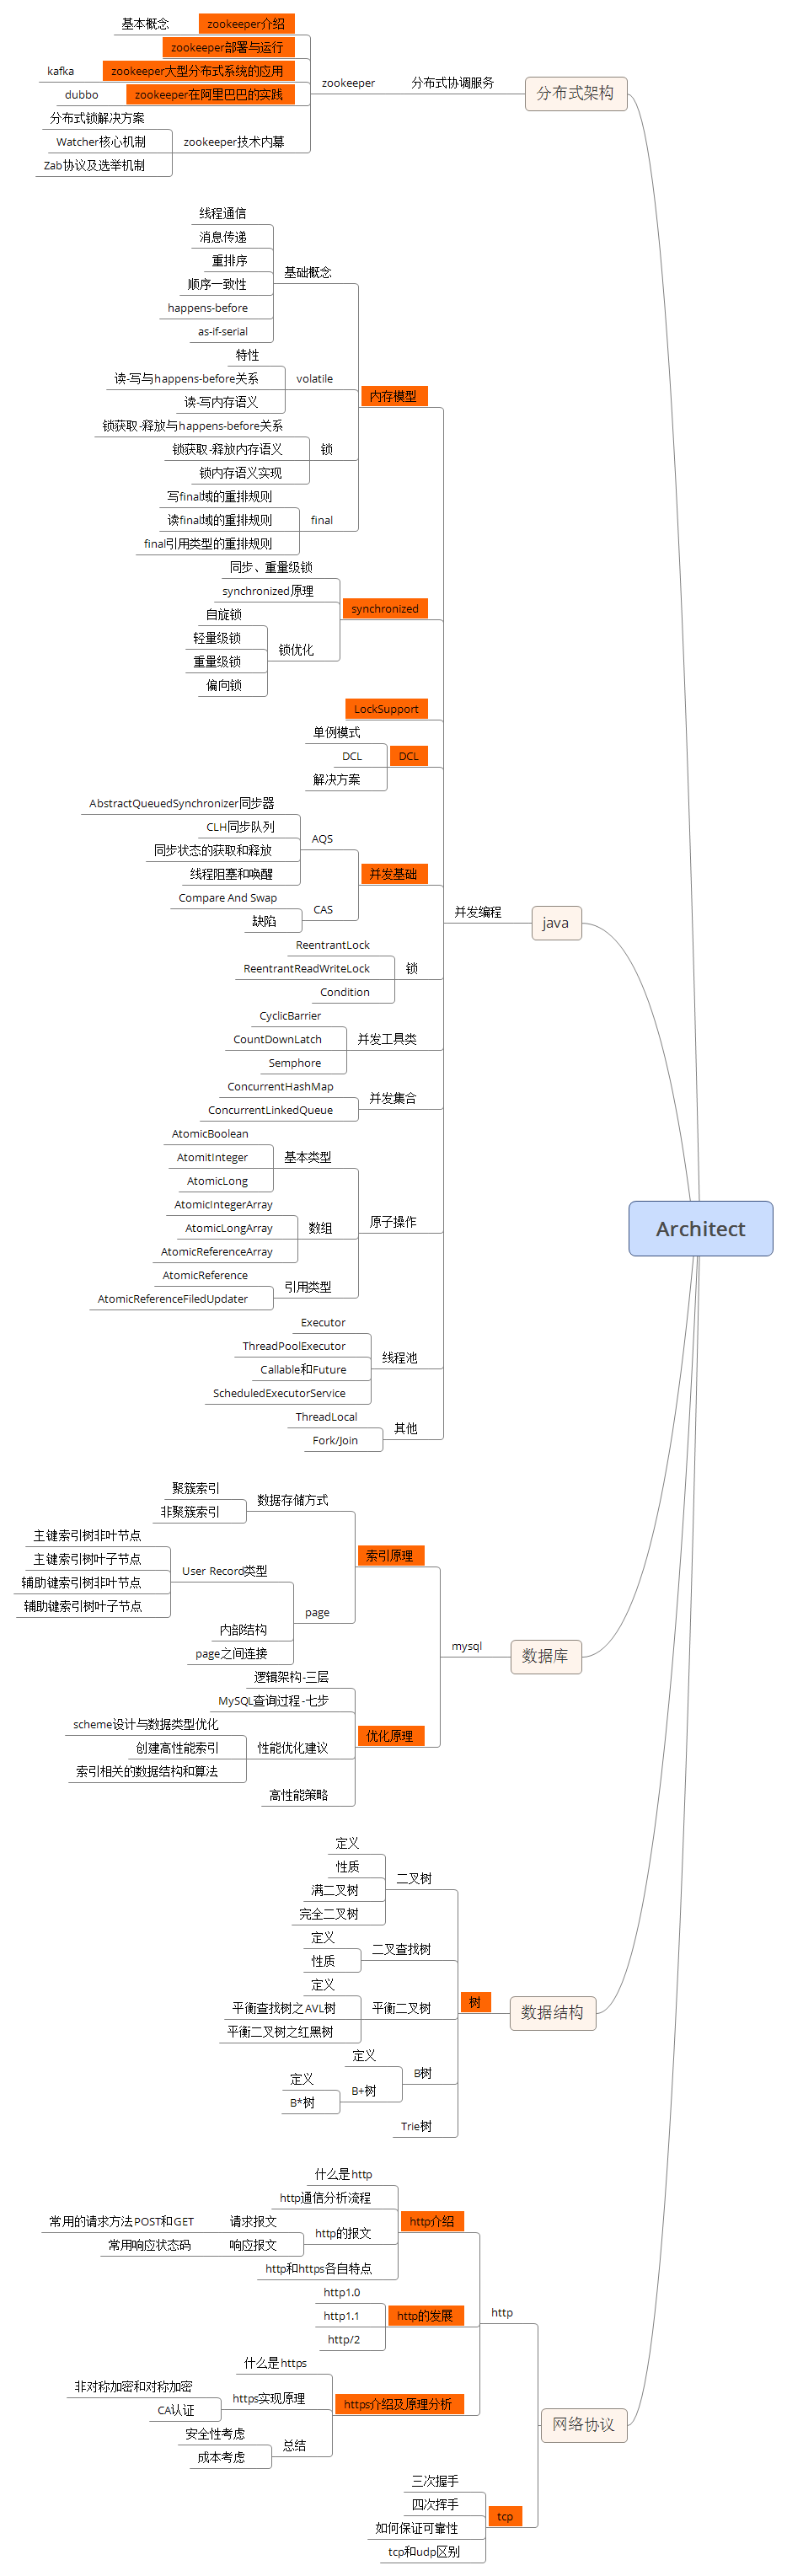 基本概念
zookeeper介绍
zookeeper部署与运行
kafka
zookeeper大型分布式系统的应用
dubbo
zookeeper在阿里巴巴的实践
zookeeper
分布式协调服务
分布式架构
分布式锁解决方案
Watcher核心机制
zookeeper技术内幕
Zab协议及选举机制
线程通信
消息传递
重排序
基础概念
顺序一致性
happens-before
as-if-serial
特性
读-写与happens-before关系
volatile
读-写内存语义
内存模型
锁获取-释放与happens-before关系
锁获取-释放内存语义
锁
锁内存语义实现
写final域的重排规则
读final域的重排规则
final
final引用类型的重排规则
同步、重量级锁
synchronized原理
synchronized
自旋锁
轻量级锁
锁优化
重量级锁
偏向锁
LockSupport
单例模式
DCL
DCL
解决方案
AbstractQueuedSynchronizer同步器
CLH同步队列
AQS
同步状态的获取和释放
线程阻塞和唤醒
并发基础
Compare And Swap
CAS
缺陷
并发编程
java
ReentrantLock
ReentrantReadWriteLock
锁
Condition
CyclicBarrier
CountDownLatch
并发工具类
Semphore
ConcurrentHashMap
并发集合
ConcurrentLinkedQueue
AtomicBoolean
AtomitInteger
基本类型
AtomicLong
AtomicIntegerArray
AtomicLongArray
数组
原子操作
AtomicReferenceArray
AtomicReference
引用类型
AtomicReferenceFiledUpdater
Architect
Executor
ThreadPoolExecutor
线程池
Callable和Future
ScheduledExecutorService
ThreadLocal
其他
Fork/Join
聚簇索引
数据存储方式
非聚簇索引
主键索引树非叶节点
主键索引树叶子节点
User Record类型
索引原理
辅助键索引树非叶节点
辅助键索引树叶子节点
page
内部结构
page之间连接
mysql
数据库
逻辑架构-三层
MySQL查询过程-七步
scheme设计与数据类型优化
创建高性能索引
性能优化建议
优化原理
索引相关的数据结构和算法
高性能策略
定义
性质
二叉树
满二叉树
完全二叉树
定义
二叉查找树
性质
定义
平衡查找树之AVL树
平衡二叉树
树
数据结构
平衡二叉树之红黑树
定义
B树
定义
B+树
B*树
Trie树
什么是http
http通信分析流程
常用的请求方法POST和GET
请求报文
http的报文
http介绍
常用响应状态码
响应报文
http和https各自特点
http1.0
http1.1
http的发展
http
http/2
什么是https
非对称加密和对称加密
https实现原理
https介绍及原理分析
CA认证
安全性考虑
总结
成本考虑
网络协议
三次握手
四次挥手
tcp
如何保证可靠性
tcp和udp区别